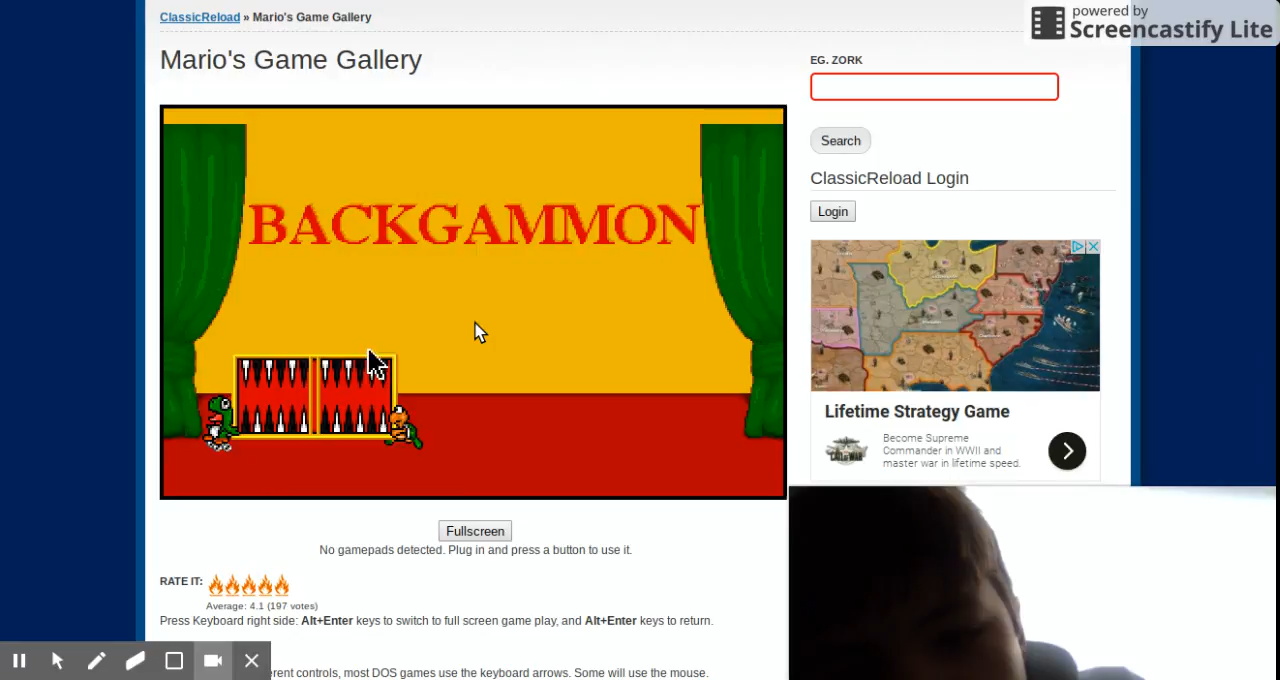 ClassicReload » Mario's Game Gallery
powered by
Screencastify Lite
Mario's Game Gallery
EG. ZORK
Search
ClassicReload Login
Login
BACKGAMMON
Lifetime Strategy Game
Become Supreme
Commander in WWII and
master war in lifetime speed.
Fullscreen
No gamepads detected. Plug in and press a button to use it.
RATE IT:
Average: 4.1 (197 votes)
Press Keyboard right side: Alt+Enter keys to switch to full screen game play, and Alt+Enter keys to return.
controls, most DOS games use the keyboard arrows. Some will use the mouse.